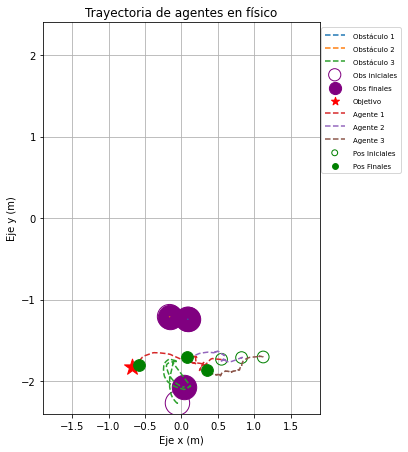 Trayectoria de agentes en físico
Obstáculo 1
Obstáculo 2
Obstáculo 3
Obs iniciales
Obs finales
Objetivo
Agente 1
Agente 2
Agente 3
Pos Iniciales
Pos Finales
Eje y (m)
2
1
0
−1
−2
−1.5 −1.0 −0.5 0.0 0.5 1.0 1.5
Eje x (m)